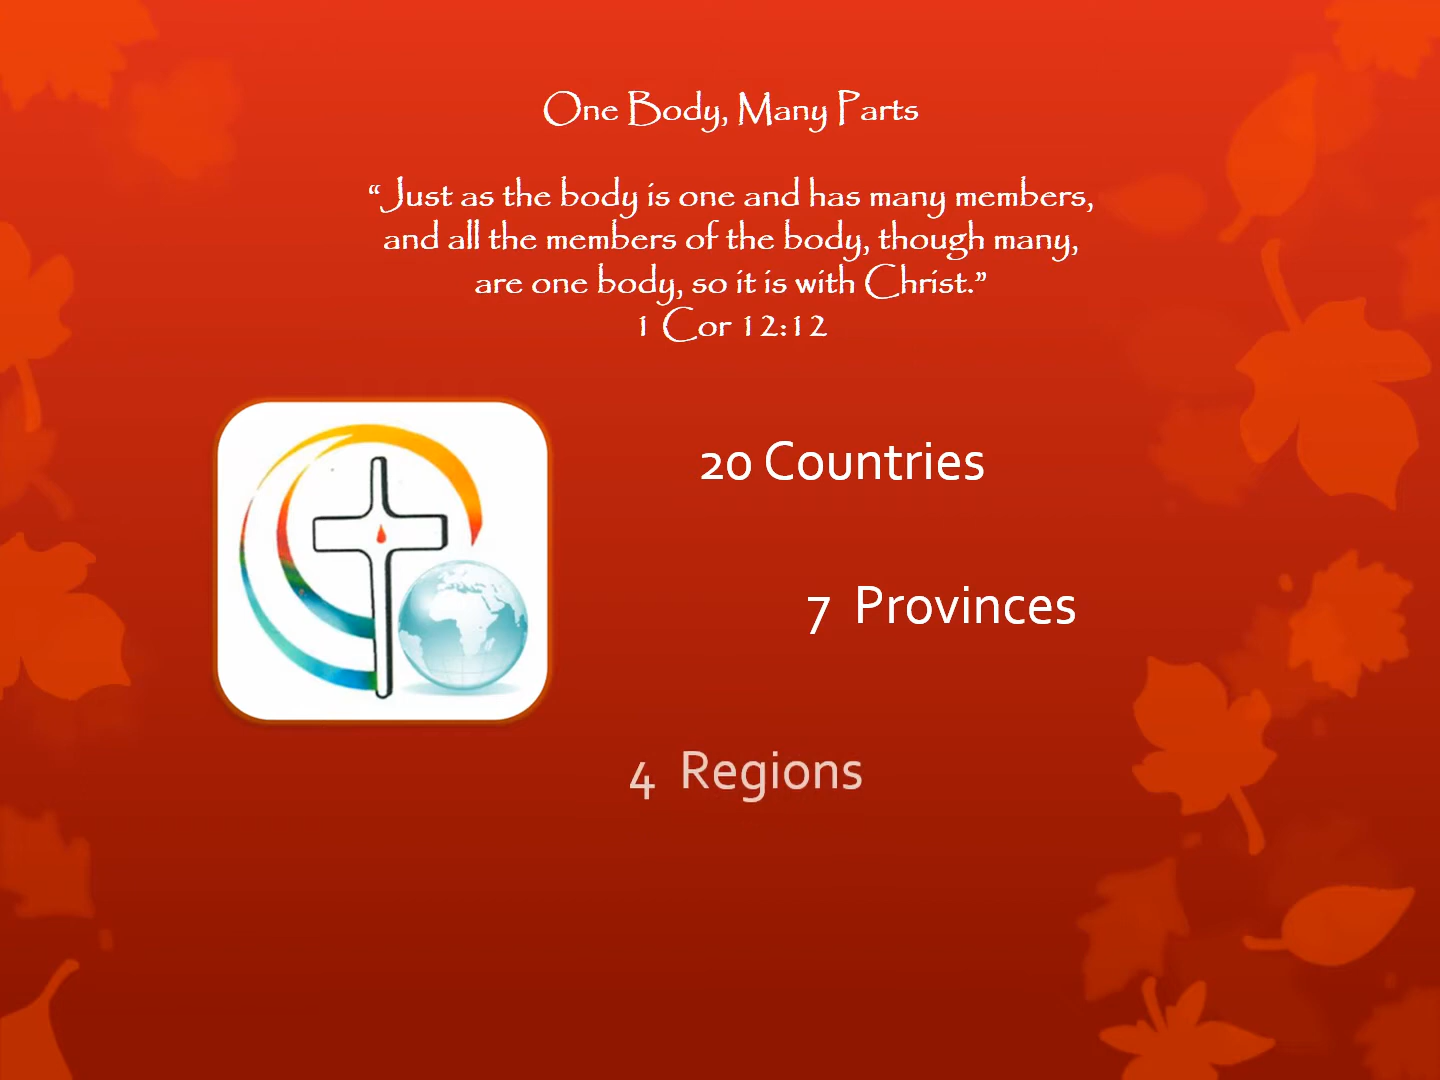 One Body, Many Parts
“Just as the body is one and has many members,
and all the members of the body, though many,
are one body, so it is with Christ.”
1 Cor 12:12
20 Countries
7 Provinces
4 Regions